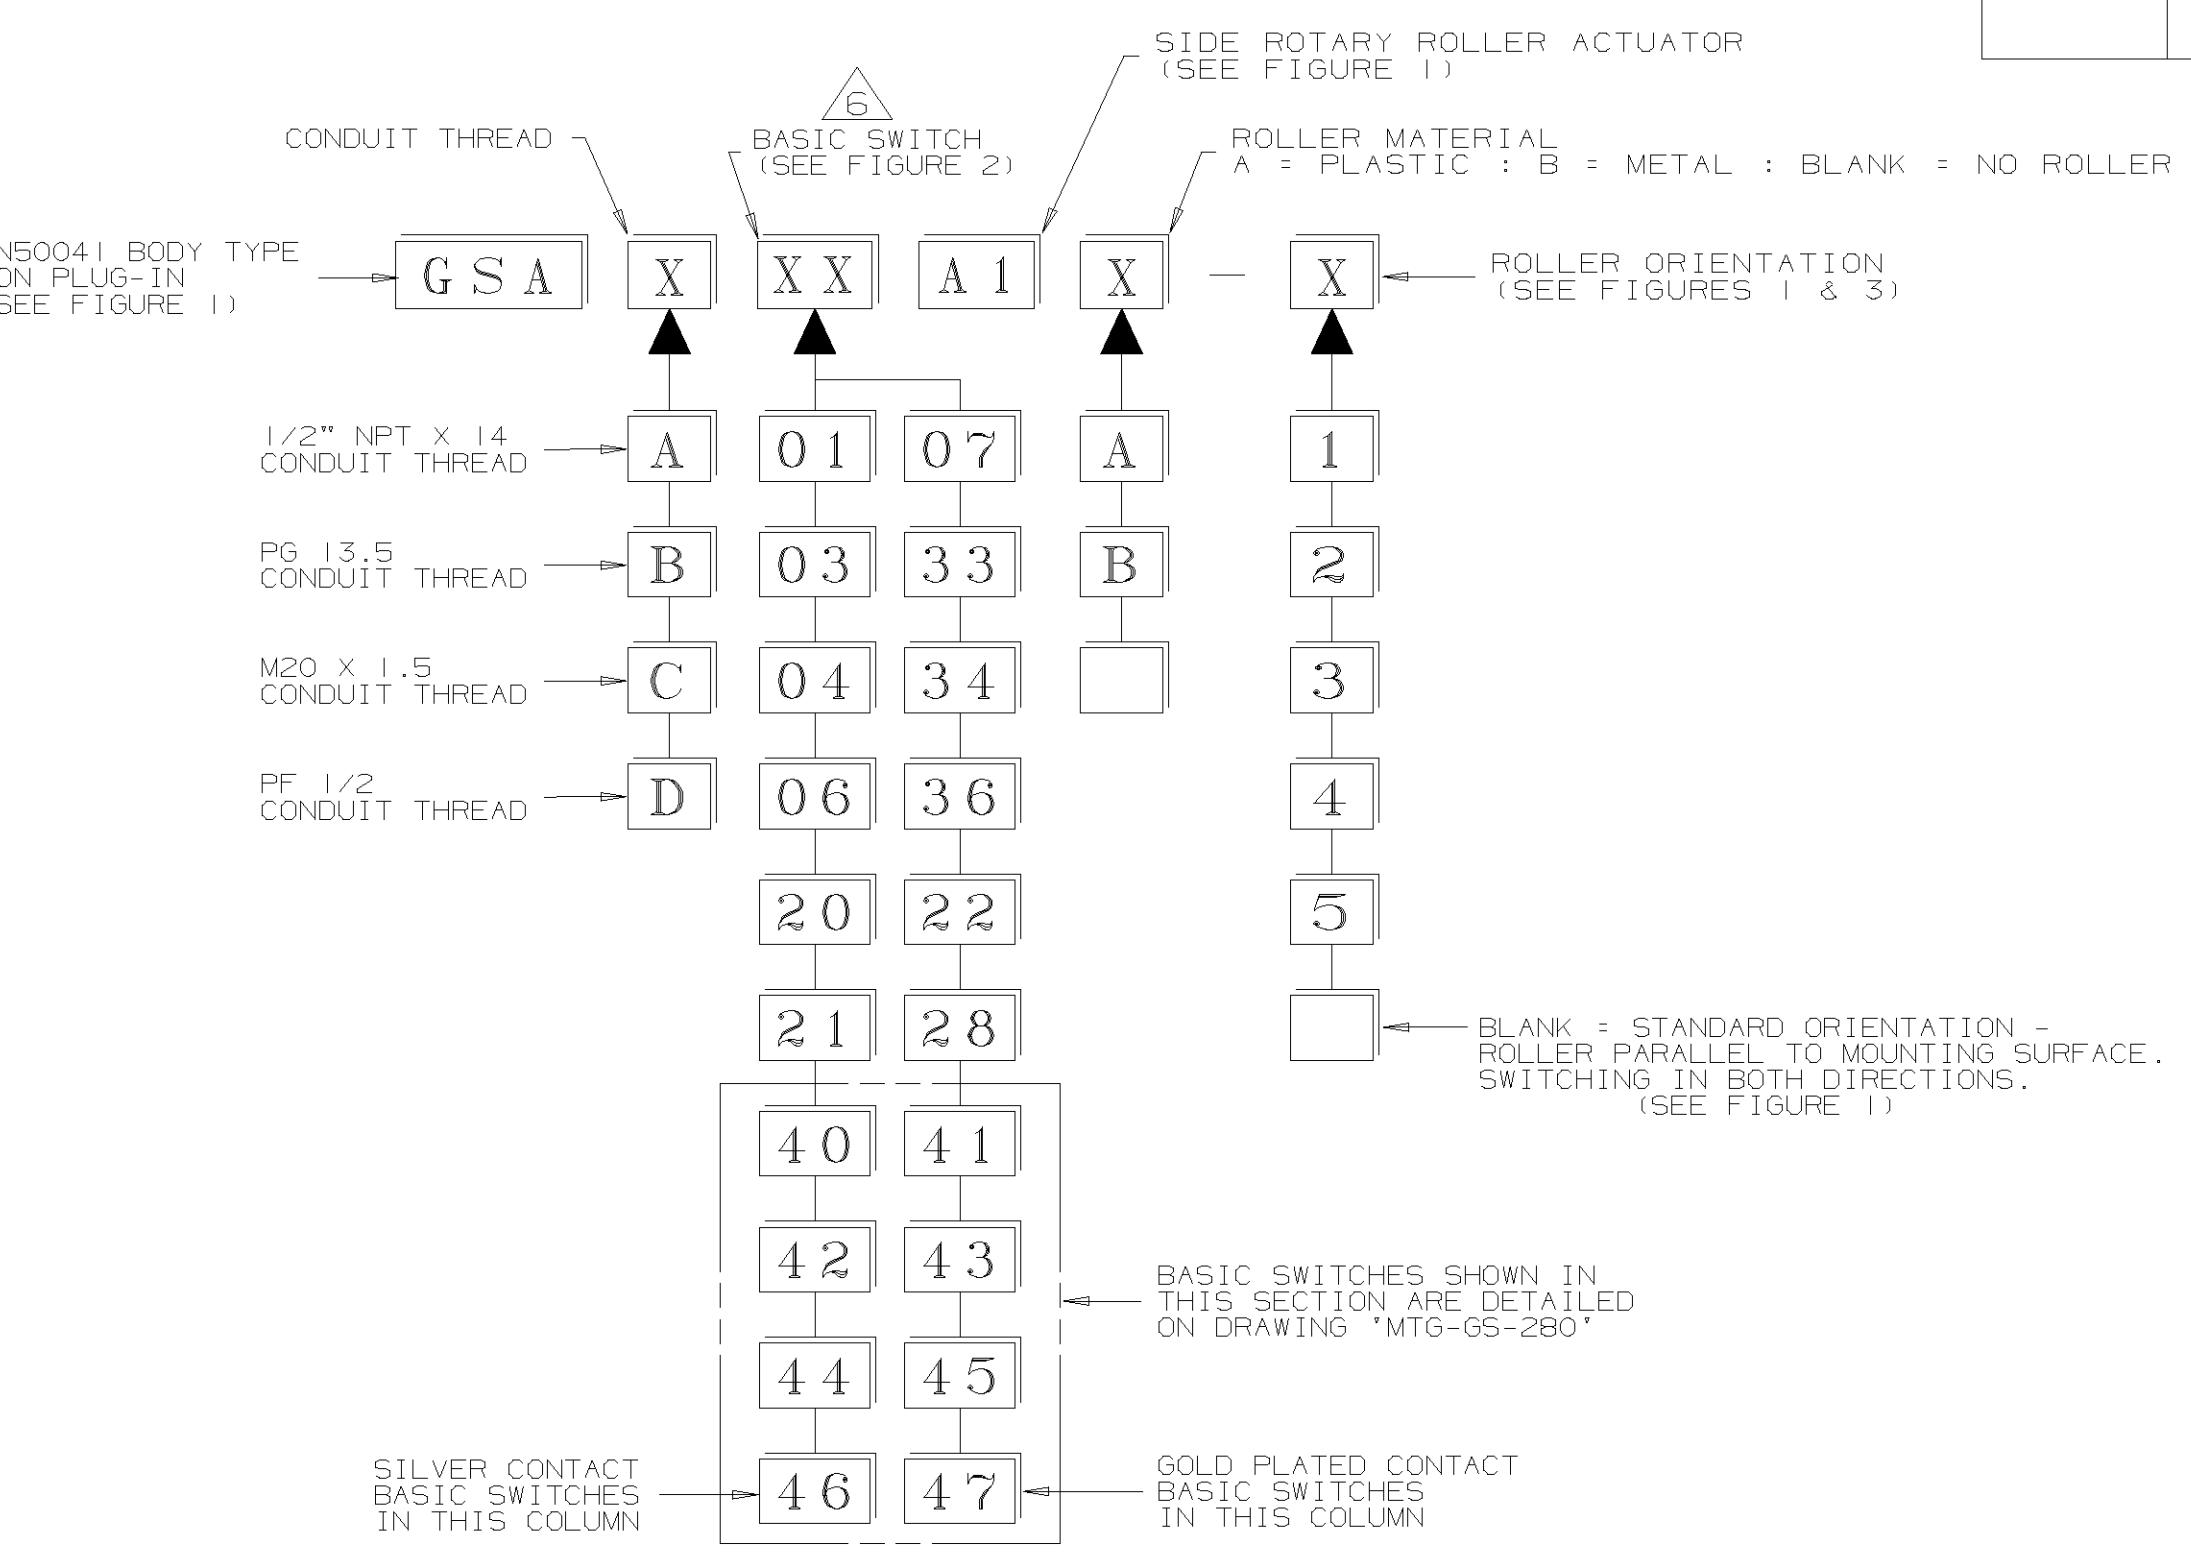 SIDE ROTARY ROLLER ACTUATOR
(SEE FIGURE 1)
6
CONDUIT THREAD
BASIC SWITCH
(SEE FIGURE 2)
ROLLER MATERIAL
A = PLASTIC : B = METAL : BLANK = NO ROLLER
N50041 BODY TYPE
ON PLUG-IN
SEE FIGURE 1)
GSA X XX A1 X — X
ROLLER ORIENTATION
(SEE FIGURES 1 & 3)
1/2" NPT X 14
CONDUIT THREAD
A 01 07 A 1
PG 13.5
CONDUIT THREAD
B 03 33 B 2
M20 X 1.5
CONDUIT THREAD
C 04 34 3
PF 1/2
CONDUIT THREAD
D 06 36 4
20 22 5
21 28
BLANK = STANDARD ORIENTATION -
ROLLER PARALLEL TO MOUNTING SURFACE.
SWITCHING IN BOTH DIRECTIONS.
(SEE FIGURE 1)
40 41
42 43
BASIC SWITCHES SHOWN IN
THIS SECTION ARE DETAILED
ON DRAWING 'MTG-GS-280'
44 45
SILVER CONTACT
BASIC SWITCHES
IN THIS COLUMN
46 47
GOLD PLATED CONTACT
BASIC SWITCHES
IN THIS COLUMN